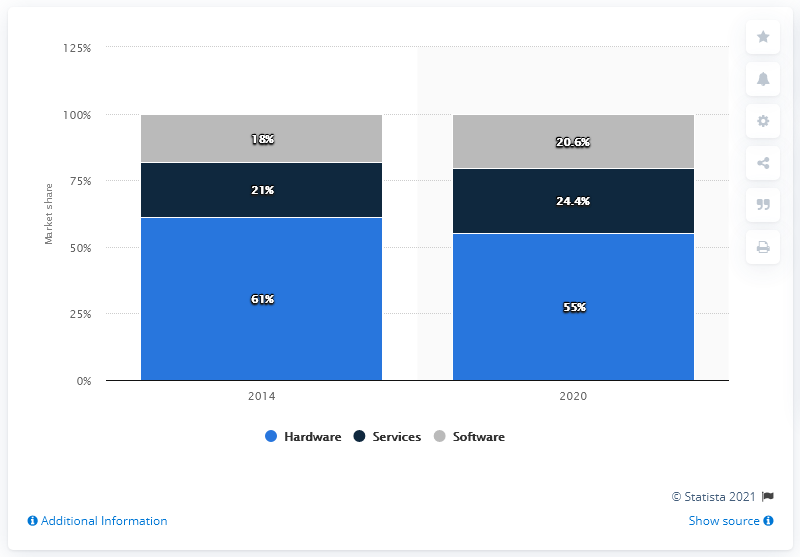 125%
100%
75%
50%
25%
0%
Market share
18%
21%
61%
20.6%
24.4%
55%
2014
2020
Hardware Services Software
© Statista 2021
Additional Information
Show source